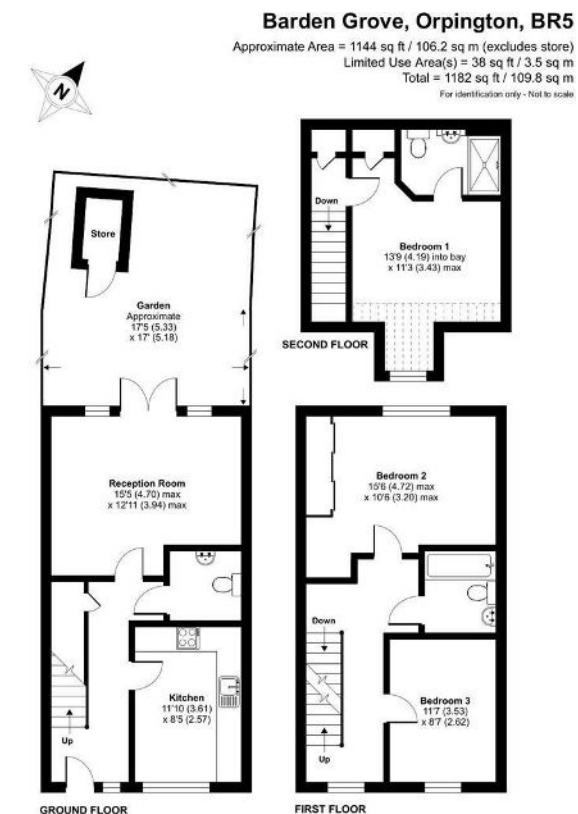 Barden Grove, Orpington, BR5
Approximate Area = 1144 sq ft / 106.2 sq m (excludes store)
Limited Use Area(s) = 38 sq ft / 3.5 sq m
Total = 1182 sq ft / 109.8 sq m
For identification only - Not to scale
N
Store
Garden
Approximate
17'5 (5.33)
x 17' (5.18)
Down
Bedroom 1
13'9 (4.19) into bay
x 11'3 (3.43) max
SECOND FLOOR
Reception Room
15'5 (4.70) max
x 12'11 (3.94) max
Kitchen
11'10 (3.61)
x 8'5 (2.57)
Up
GROUND FLOOR
Bedroom 2
15'6 (4.72) max
x 10'6 (3.20) max
Down
Bedroom 3
11'7 (3.53)
x 8'7 (2.62)
Up
FIRST FLOOR